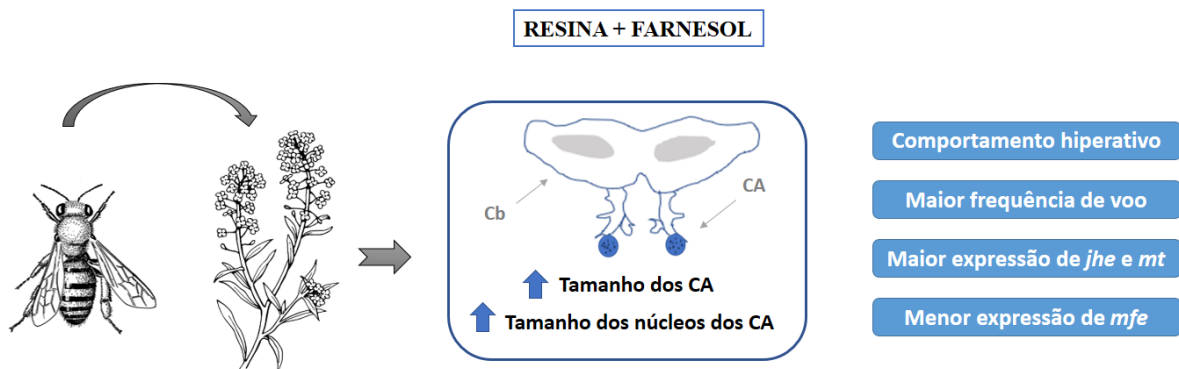 RESINA + FARNESOL
Cb
CA
Tamanho dos CA
Tamanho dos núcleos dos CA
Comportamento hiperativo
Maior frequência de voo
Maior expressão de jhe e mt
Menor expressão de mfe